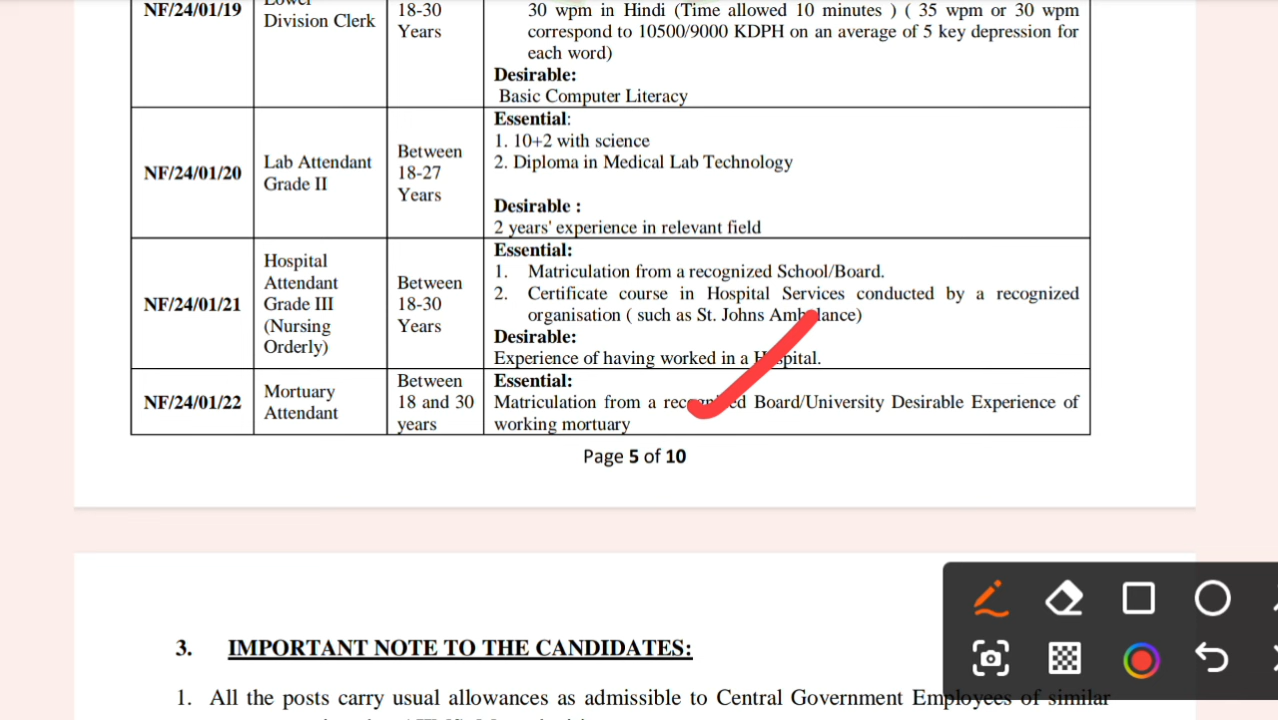 NF/24/01/19
Lower
Division Clerk
18-30
Years
30 wpm in Hindi (Time allowed 10 minutes ) ( 35 wpm or 30 wpm
correspond to 10500/9000 KDPH on an average of 5 key depression for
each word)
Desirable:
Basic Computer Literacy
NF/24/01/20
Lab Attendant
Grade II
Between
18-27
Years
Essential:
1. 10+2 with science
2. Diploma in Medical Lab Technology
Desirable :
2 years' experience in relevant field
NF/24/01/21
Hospital
Attendant
Grade III
(Nursing
Orderly)
Between
18-30
Years
Essential:
1. Matriculation from a recognized School/Board.
2. Certificate course in Hospital Services conducted by a recognized
organisation ( such as St. Johns Ambulance)
Desirable:
Experience of having worked in a Hospital.
NF/24/01/22
Mortuary
Attendant
Between
18 and 30
years
Essential:
Matriculation from a recognized Board/University Desirable Experience of
working mortuary
Page 5 of 10
3. IMPORTANT NOTE TO THE CANDIDATES:
1. All the posts carry usual allowances as admissible to Central Government Employees of similar